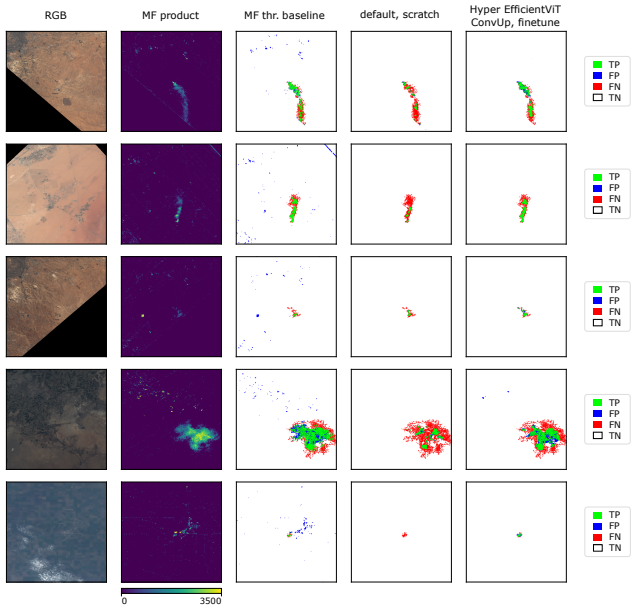 RGB
MF product
MF thr. baseline
default, scratch
Hyper EfficientViT
ConvUp, finetune
TP
FP
FN
TN
TP
FP
FN
TN
TP
FP
FN
TN
TP
FP
FN
TN
TP
FP
FN
TN
0
3500